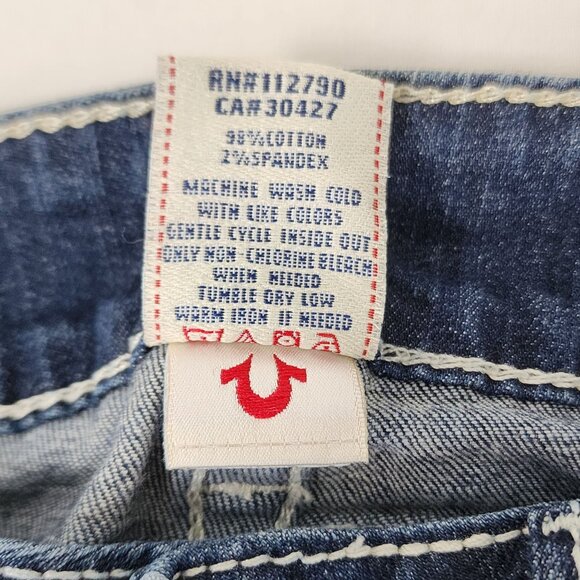 RN#112790
CA#30427
98%COTTON
2%SPANDEX
MACHINE WASH COLD
WITH LIKE COLORS
GENTLE CYCLE INSIDE OUT
ONLY NON-CHLORINE BLEACH
WHEN NEEDED
TUMBLE DRY LOW
WARM IRON IF NEEDED